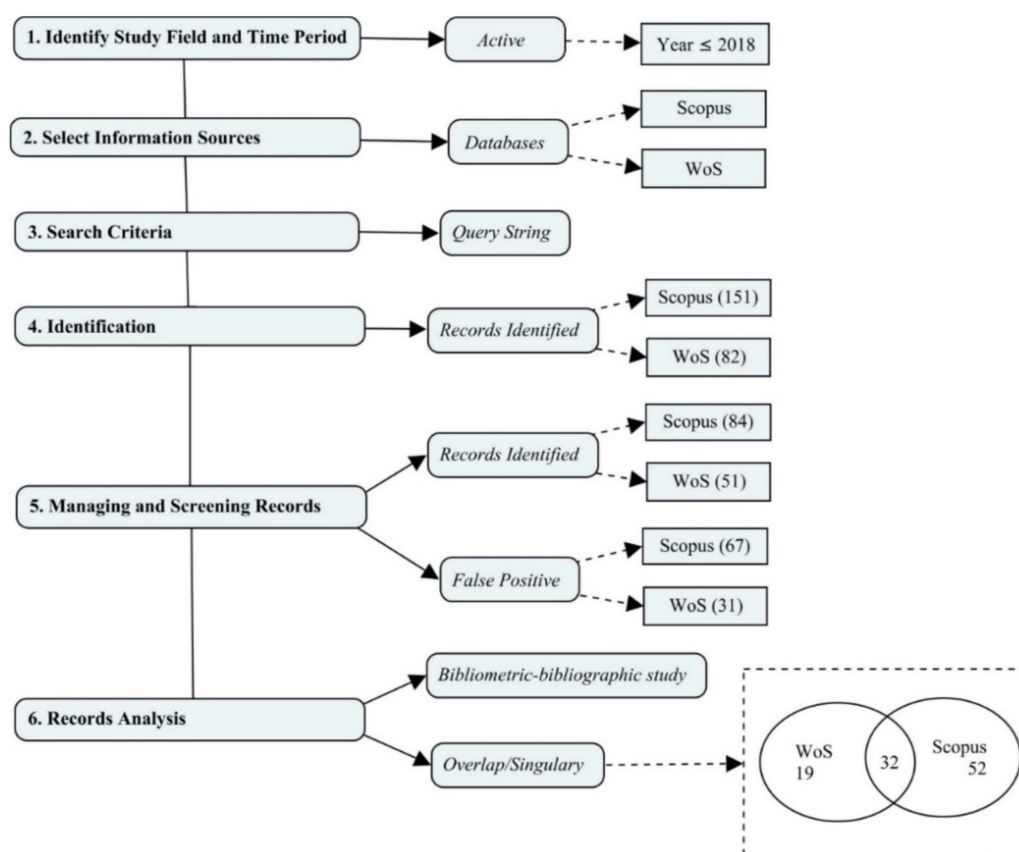 1. Identify Study Field and Time Period
Active
Year ≤ 2018
2. Select Information Sources
Databases
Scopus
WoS
3. Search Criteria
Query String
4. Identification
Records Identified
Scopus (151)
WoS (82)
5. Managing and Screening Records
Records Identified
Scopus (84)
WoS (51)
False Positive
Scopus (67)
WoS (31)
6. Records Analysis
Bibliometric-bibliographic study
Overlap/Singulary
WoS
19
32
Scopus
52